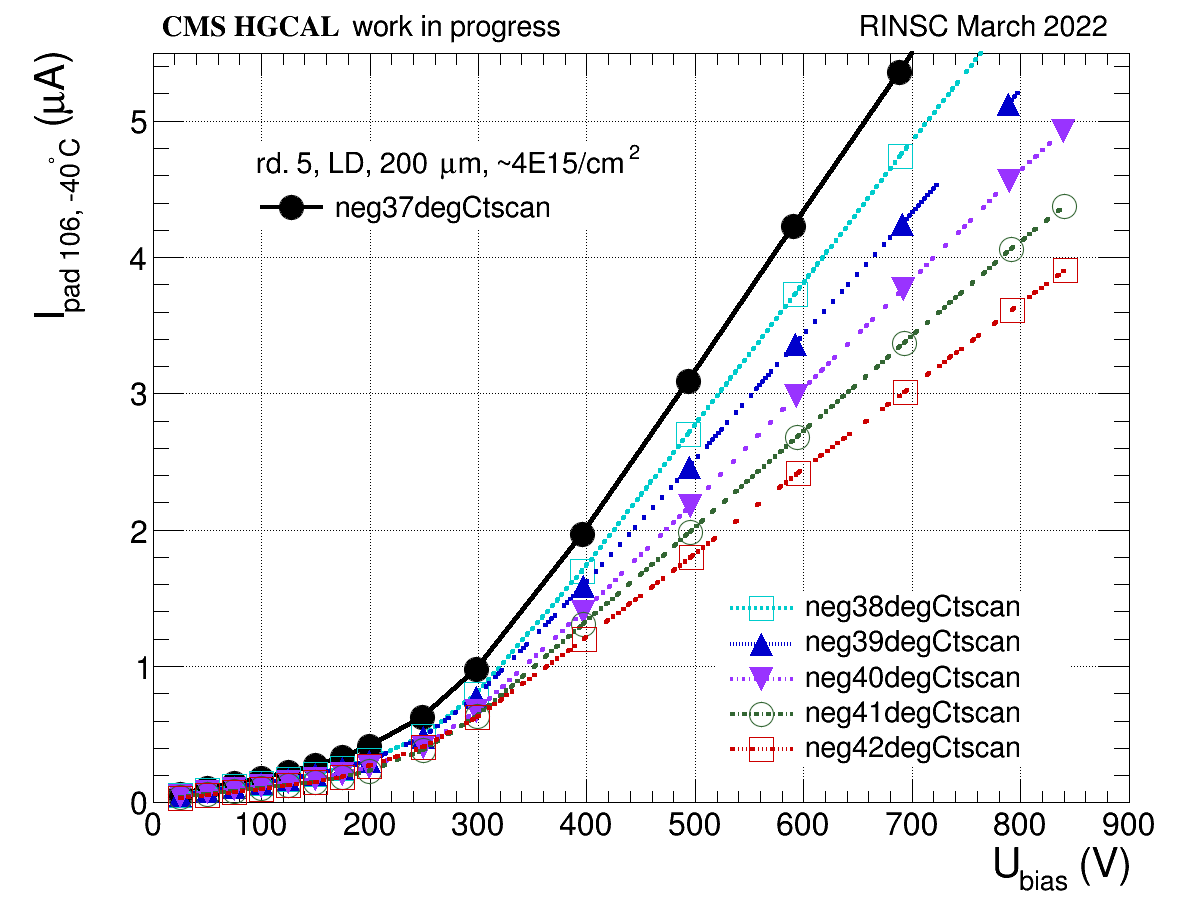 CMS HGCAL work in progress
RINSC March 2022
I pad 106, -40°C (μA)
rd. 5, LD, 200 μm, ~4E15/cm²
neg37degCtscan
5
4
3
2
1
0
neg38degCtscan
neg39degCtscan
neg40degCtscan
neg41degCtscan
neg42degCtscan
0 100 200 300 400 500 600 700 800 900
U bias (V)